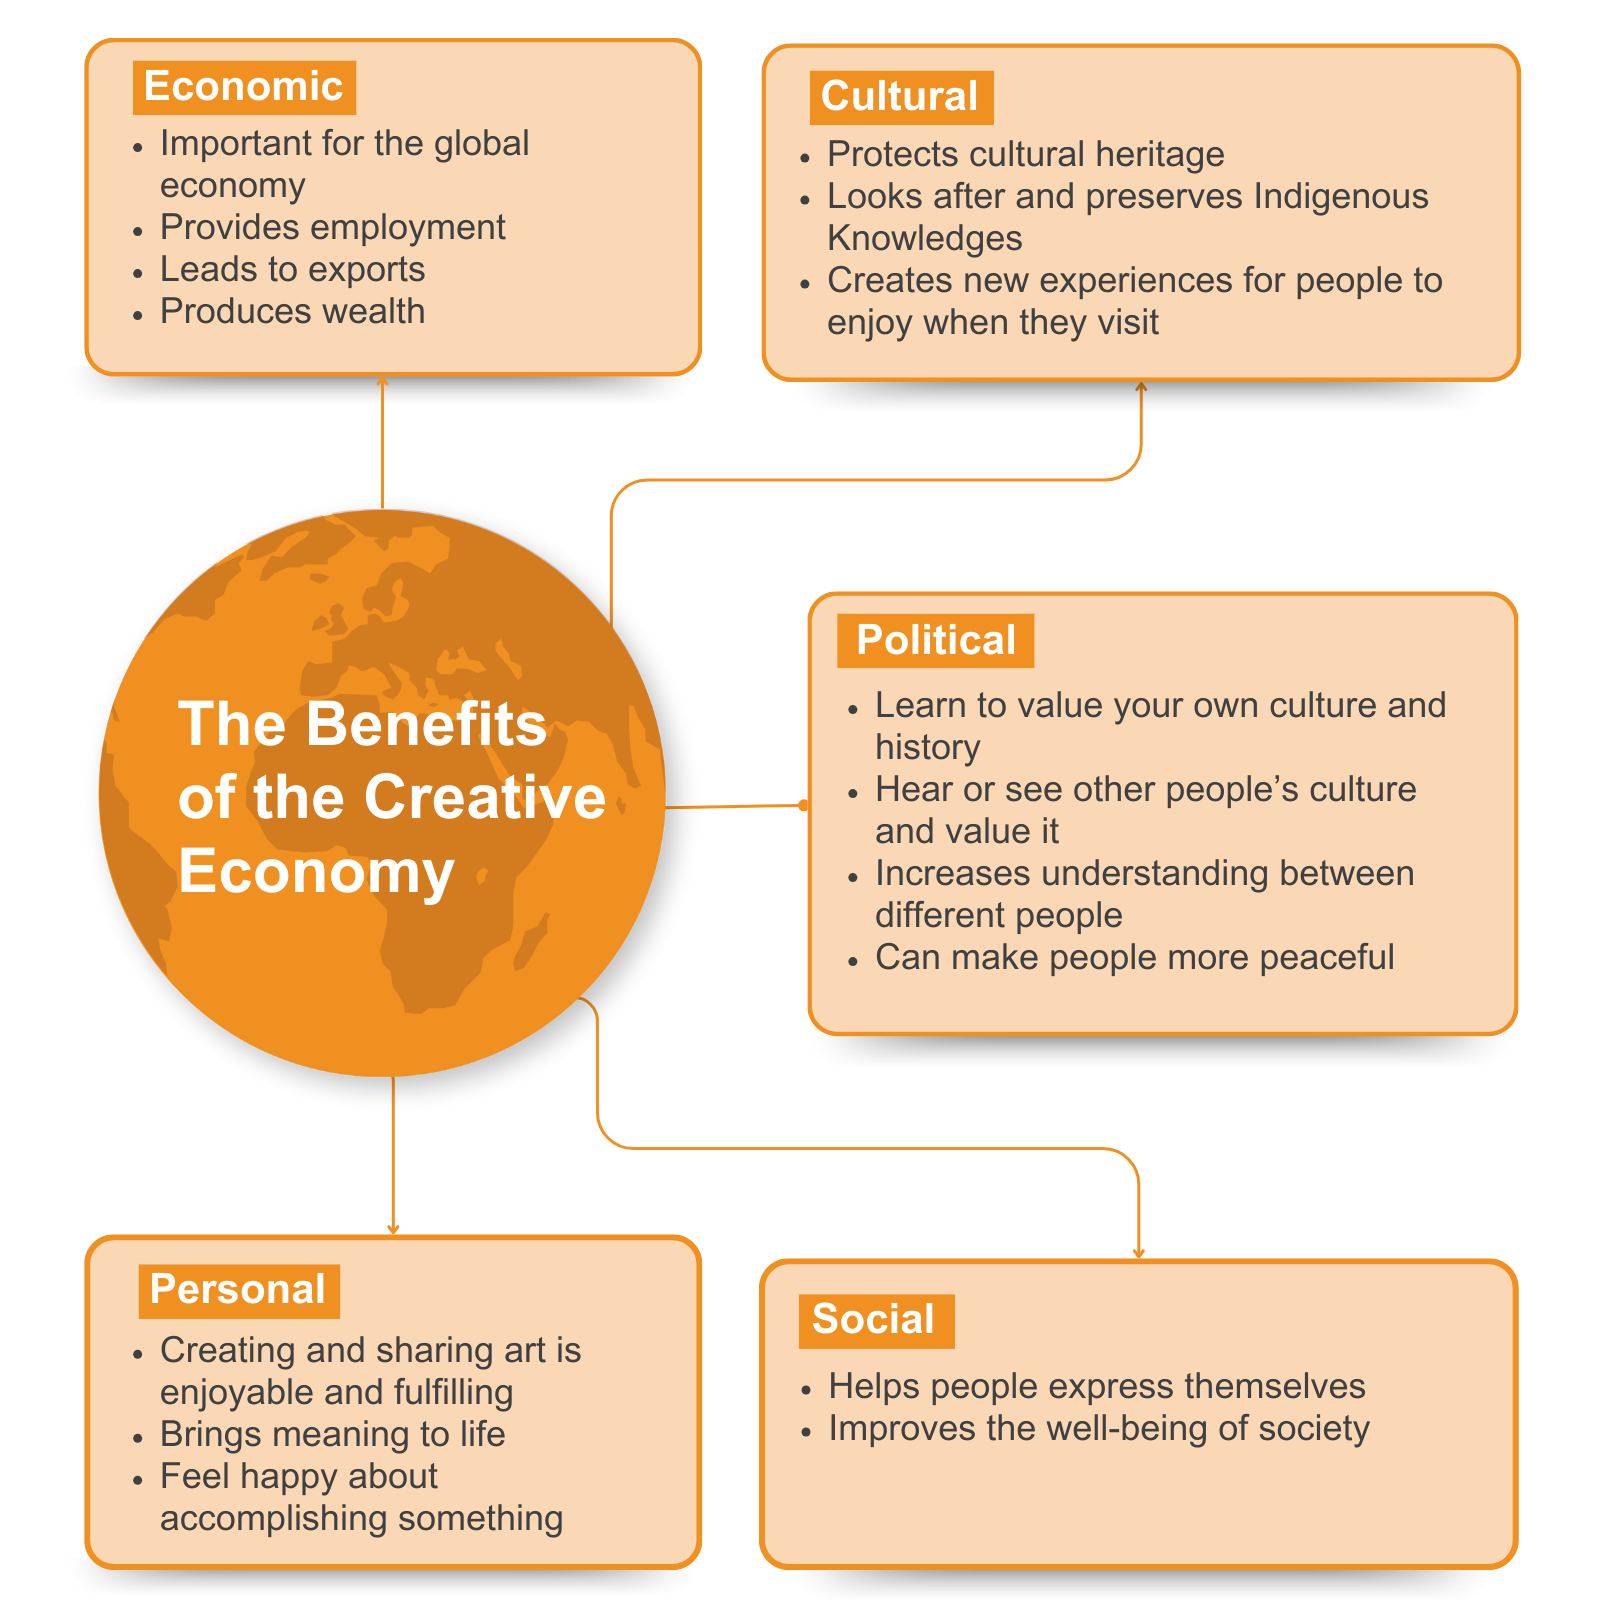 Economic
• Important for the global
economy
• Provides employment
• Leads to exports
• Produces wealth
Cultural
• Protects cultural heritage
• Looks after and preserves Indigenous
Knowledges
• Creates new experiences for people to
enjoy when they visit
The Benefits
of the Creative
Economy
Political
• Learn to value your own culture and
history
• Hear or see other people’s culture
and value it
• Increases understanding between
different people
• Can make people more peaceful
Personal
• Creating and sharing art is
enjoyable and fulfilling
• Brings meaning to life
• Feel happy about
accomplishing something
Social
• Helps people express themselves
• Improves the well-being of society